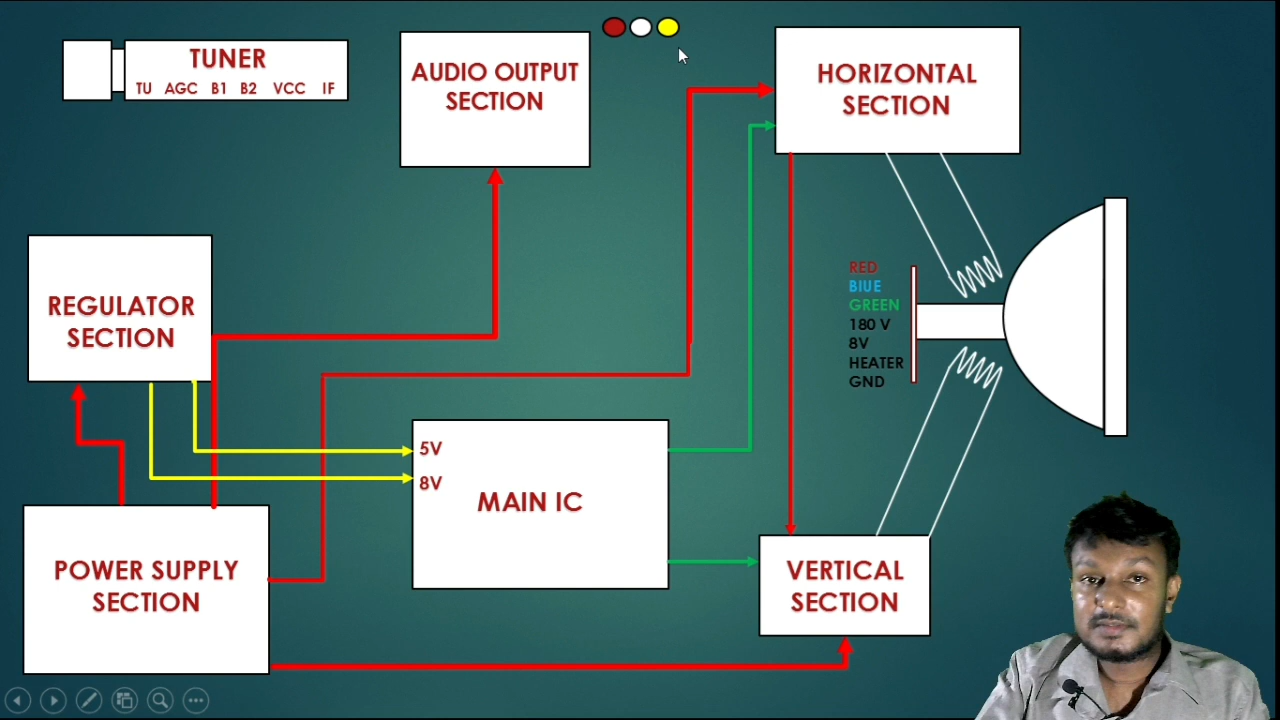 TUNER
TU AGC B1 B2 VCC IF
AUDIO OUTPUT
SECTION
HORIZONTAL
SECTION
REGULATOR
SECTION
RED
BlUE
GREEN
180 V
8V
HEATER
GND
5V
8V
MAIN IC
POWER SUPPLY
SECTION
VERTICAL
SECTION